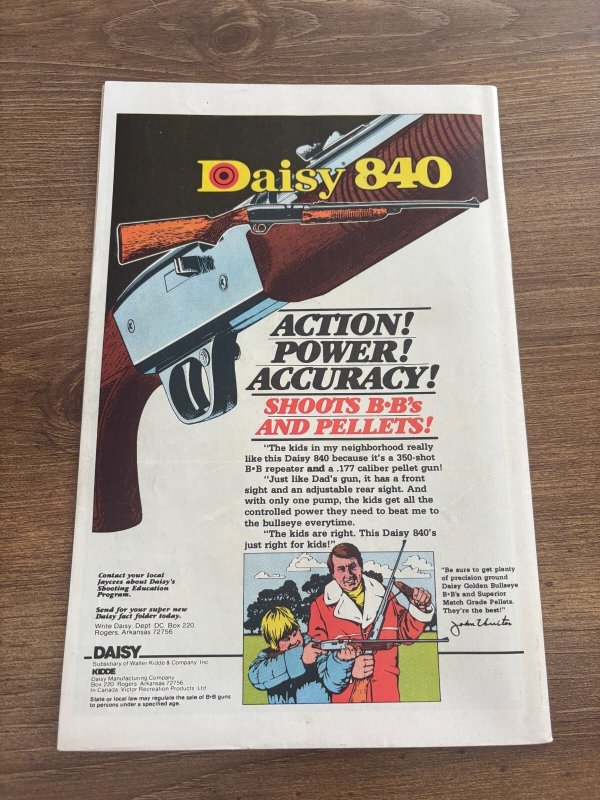 Daisy 840
ACTION!
POWER!
ACCURACY!
SHOOTS B•B's
AND PELLETS!
"The kids in my neighborhood really
like this Daisy 840 because it's a 350-shot
B•B repeater and a .177 caliber pellet gun!
"Just like Dad's gun, it has a front
sight and an adjustable rear sight. And
with only one pump, the kids get all the
controlled power they need to beat me to
the bullseye everytime.
"The kids are right. This Daisy 840's
just right for kids!"
"Be sure to get plenty
of precision ground
Daisy Golden Bullseye
B•B's and Superior
Match Grade Pellets.
They're the best!"
Contact your local
Jaycees about Daisy's
Shooting Education
Program.
Send for your super new
Daisy fact folder today.
Write Daisy, Dept. DC, Box 220,
Rogers, Arkansas 72756
DAISY
Subsidiary of Walter Kidde & Company Inc
KIDDE
Daisy Manufacturing Company
Box 220 Rogers Arkansas 72756
In Canada Victor Recreation Products Ltd
State or local law may regulate the sale of B•B guns
to persons under a specified age.